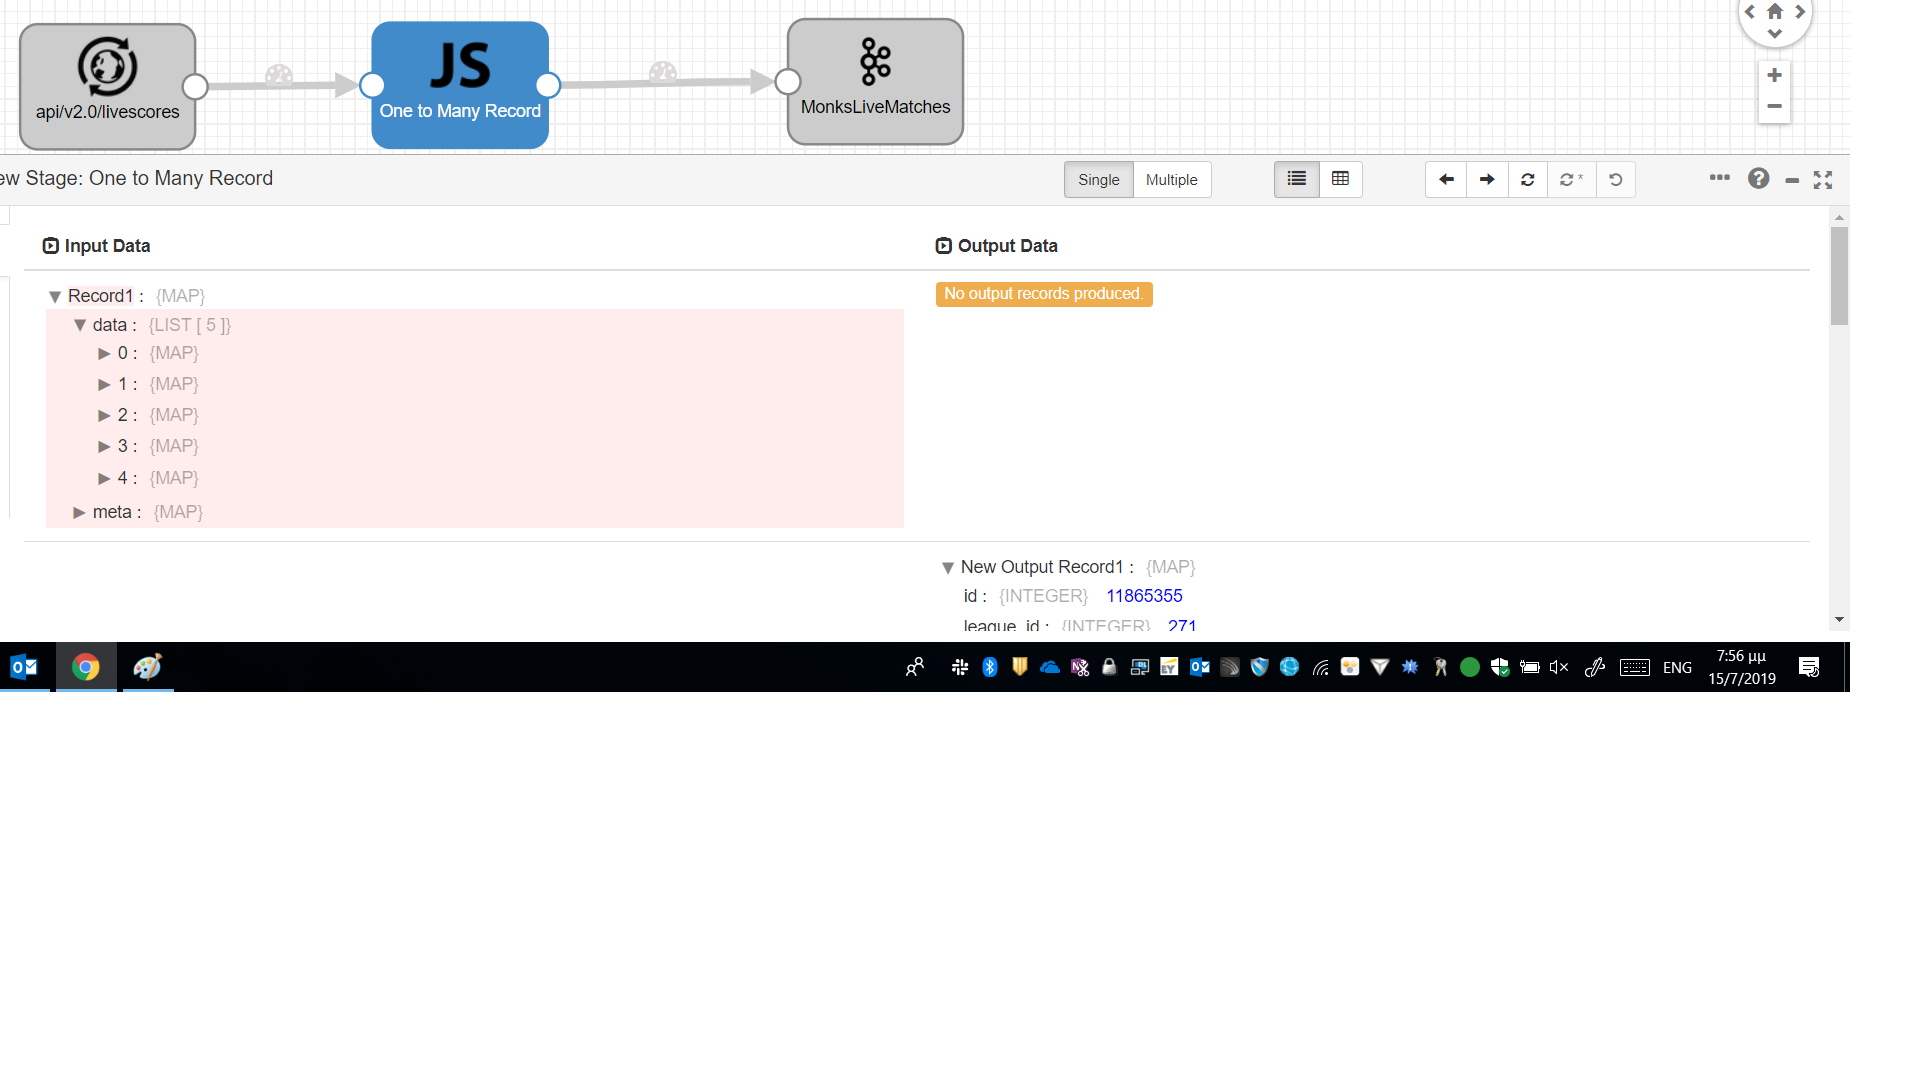 JS
api/v2.0/livescores
One to Many Record
MonksLiveMatches
ew Stage: One to Many Record
Single
Multiple
Input Data
Output Data
Record1 : {MAP}
No output records produced.
data : {LIST [ 5 ]}
0 : {MAP}
1 : {MAP}
2 : {MAP}
3 : {MAP}
4 : {MAP}
meta : {MAP}
New Output Record1 : {MAP}
id : {INTEGER} 11865355
league_id : {INTEGER} 271
EY
ENG
7:56 μμ
15/7/2019